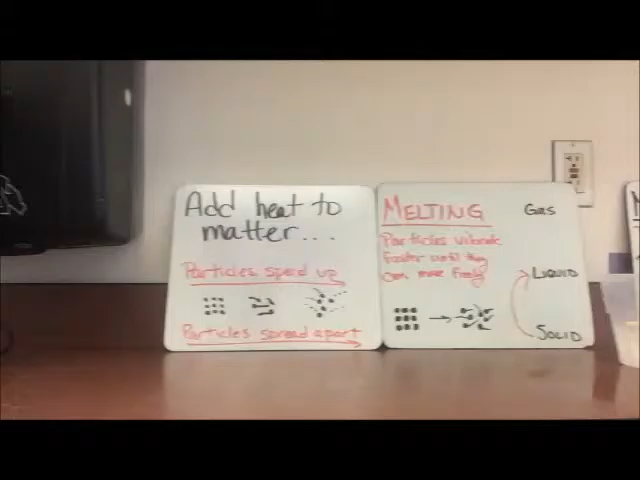 Add heat to
matter...
Particles speed up
Particles spread apart
MELTING
Particles vibrate
faster until they
can move freely
GAS
LIQUID
SOLID